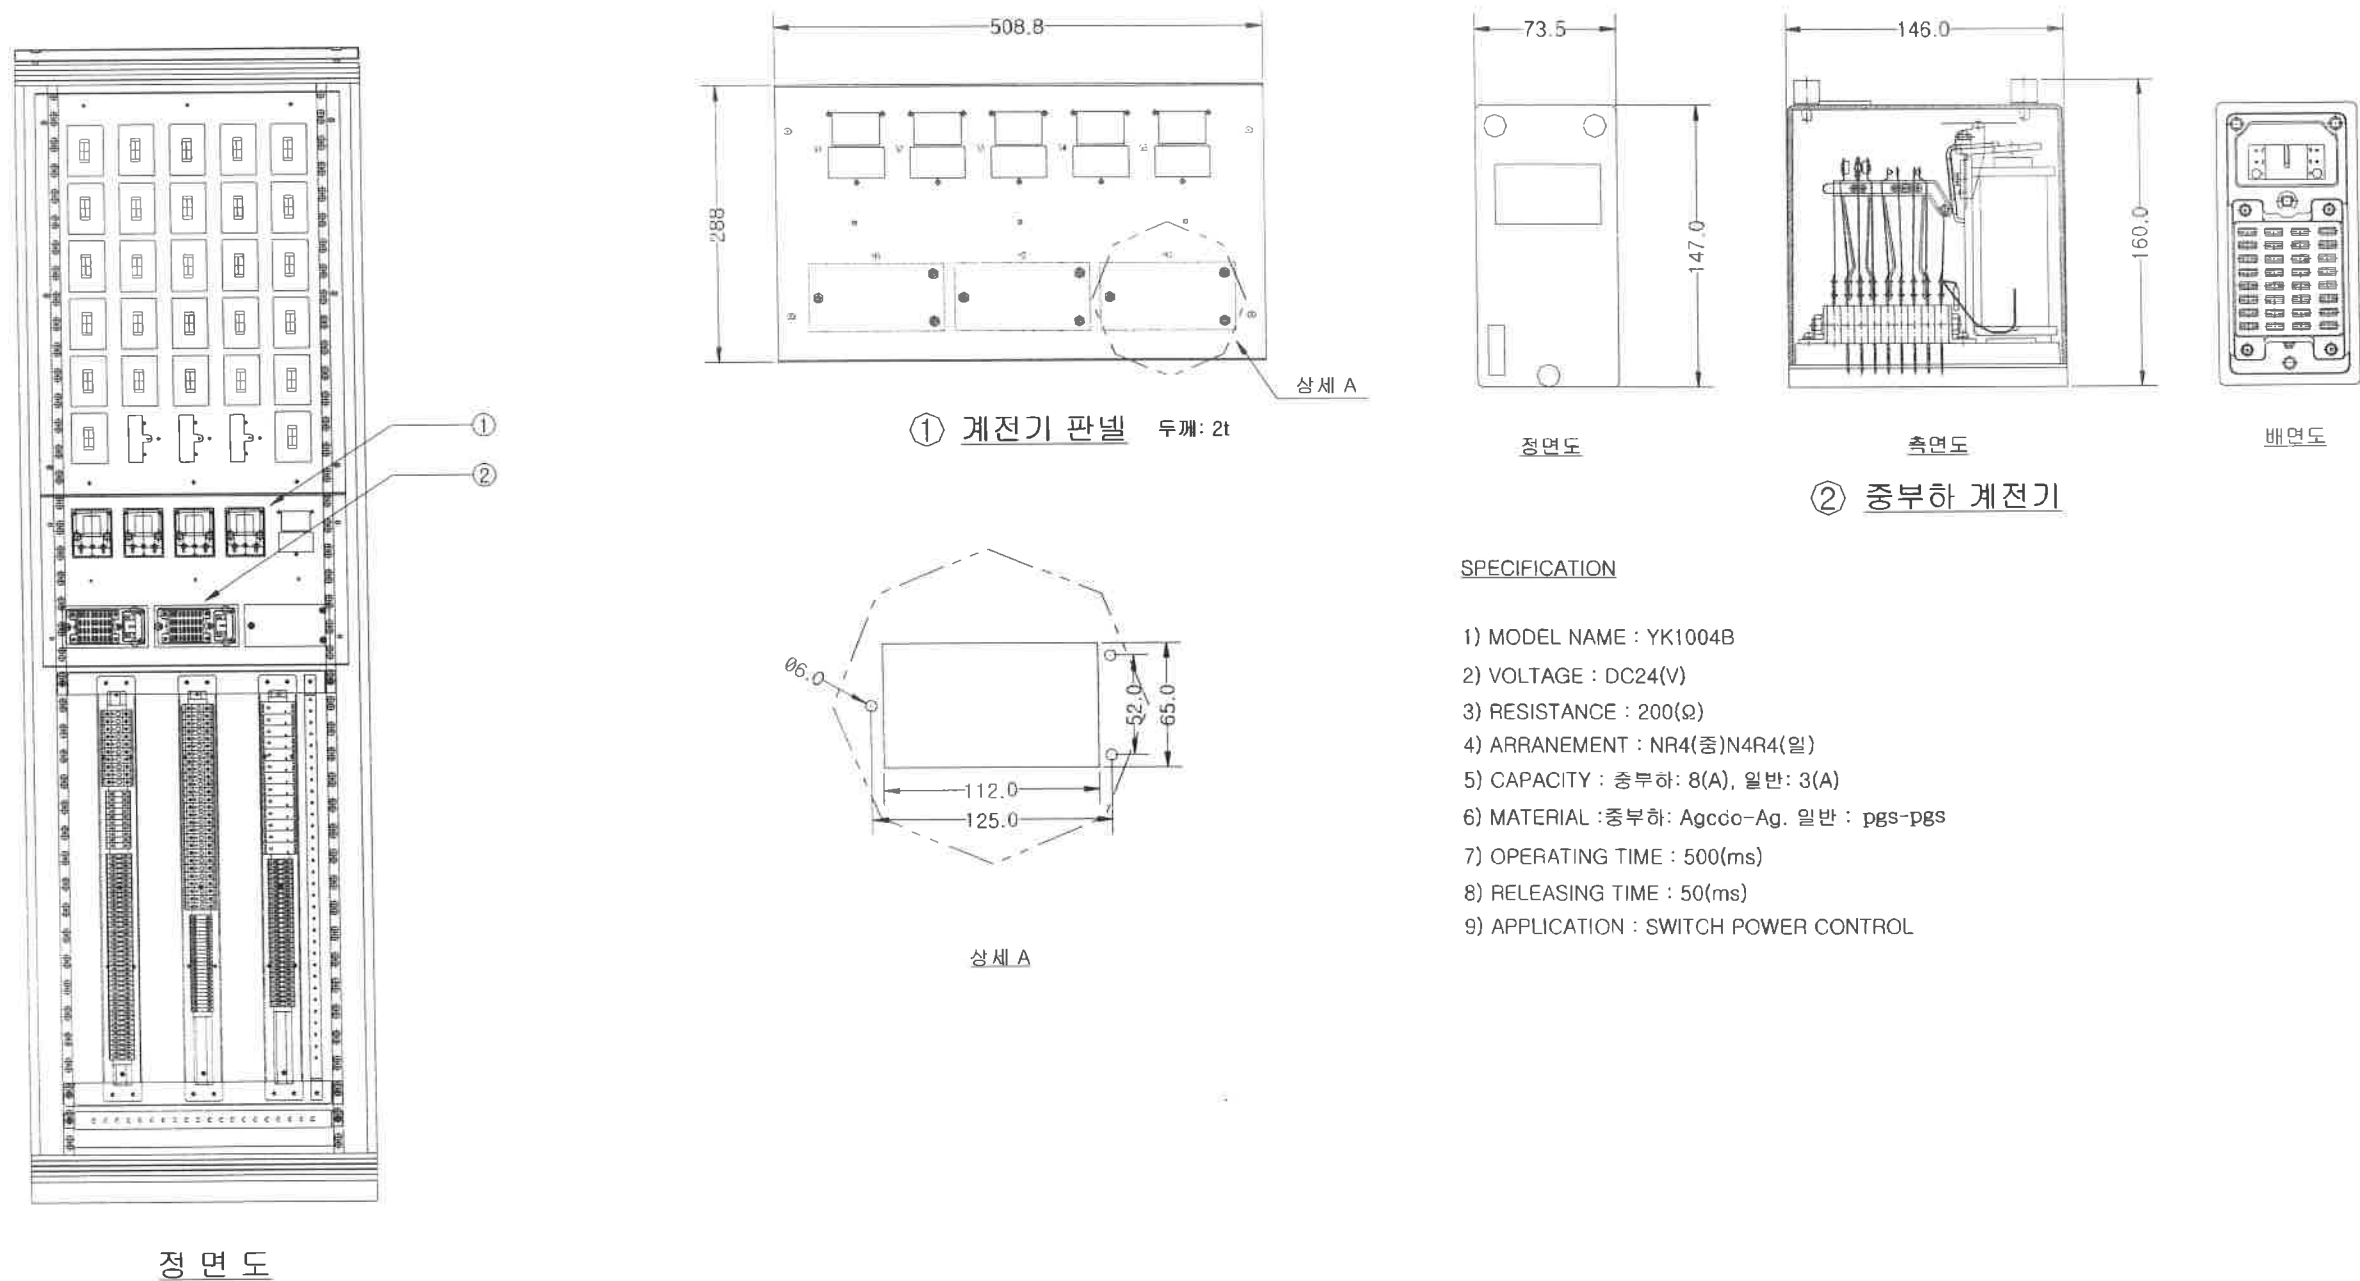 508.8
288
상세 A
① 계전기 판넬 두께: 2t
73.5
147.0
정면도
146.0
160.0
측면도
배면도
② 중부하 계전기
①
②
Ø6.0
52.0
65.0
112.0
125.0
상세 A
SPECIFICATION
1) MODEL NAME : YK1004B
2) VOLTAGE : DC24(V)
3) RESISTANCE : 200(Ω)
4) ARRANEMENT : NR4(중)N4R4(일)
5) CAPACITY : 중부하: 8(A), 일반: 3(A)
6) MATERIAL :중부하: Agcdo-Ag. 일반 : pgs-pgs
7) OPERATING TIME : 500(ms)
8) RELEASING TIME : 50(ms)
9) APPLICATION : SWITCH POWER CONTROL
정 면 도